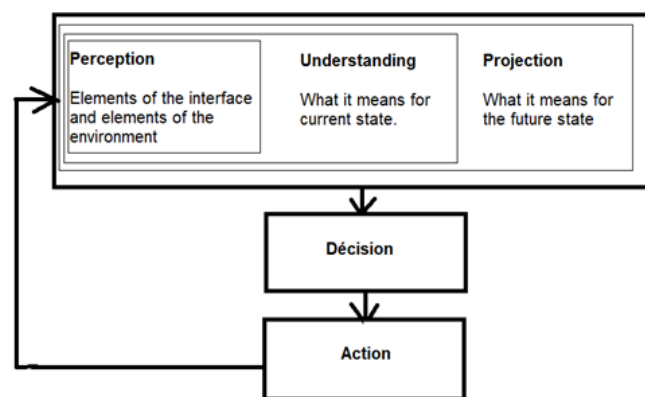 Perception
Elements of the interface
and elements of the
environment
Understanding
What it means for
current state.
Projection
What it means for
the future state
Décision
Action